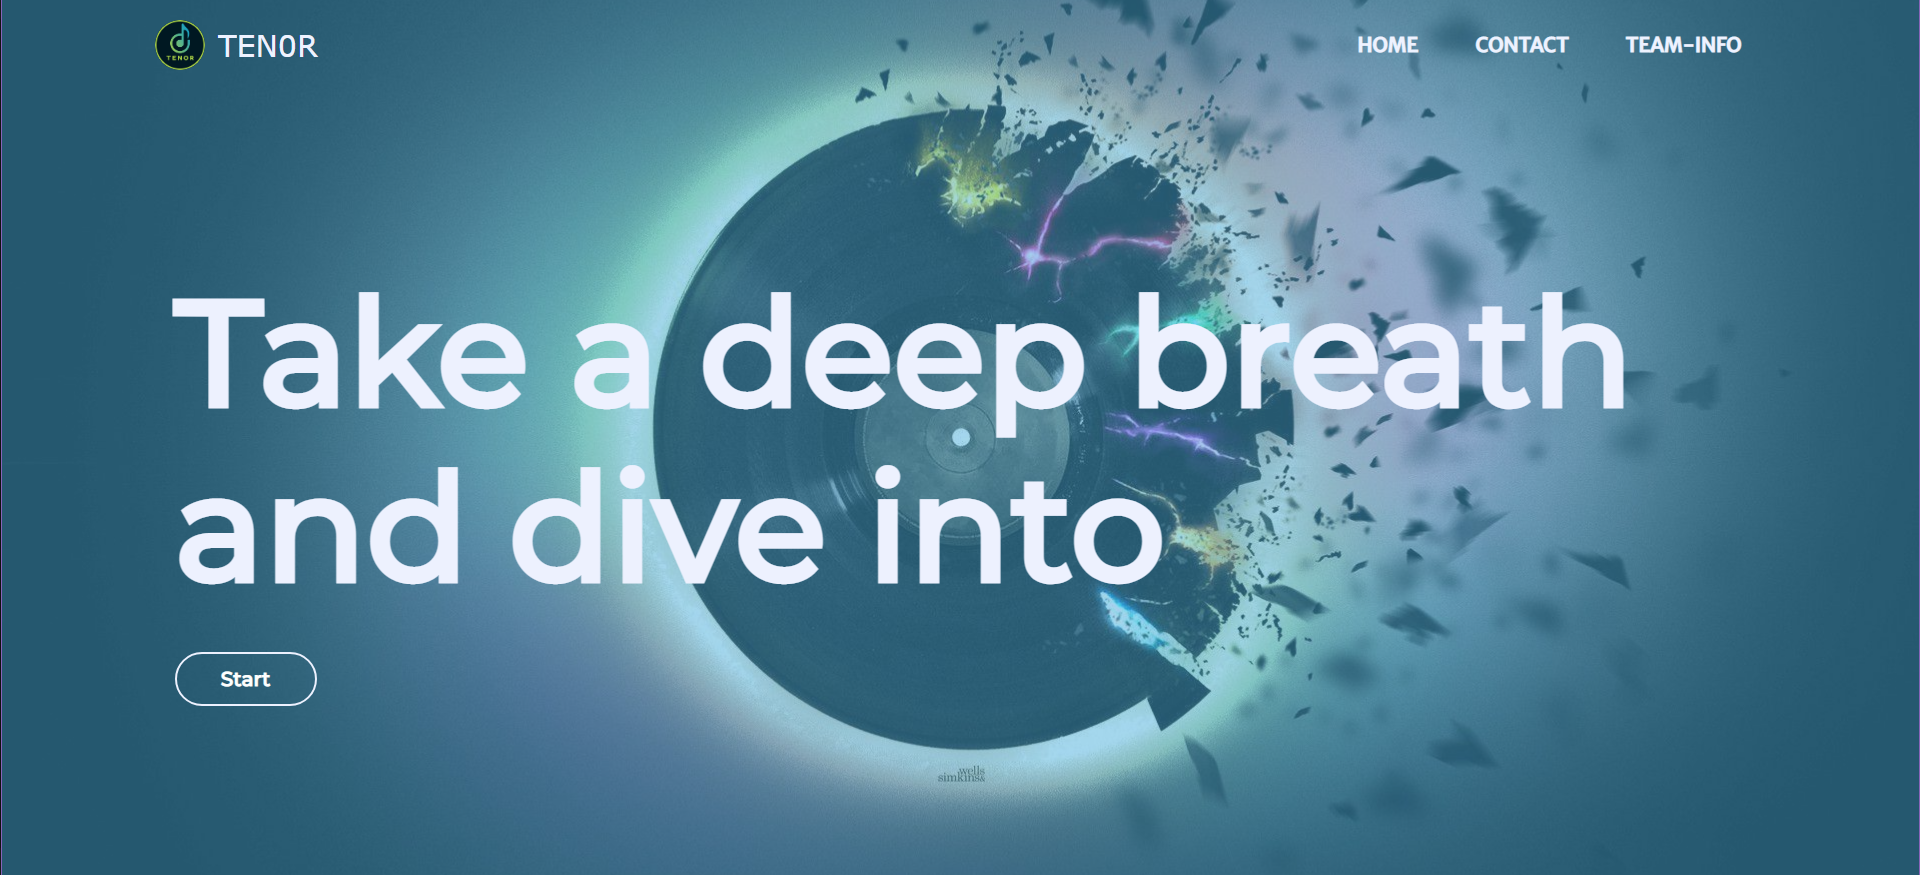 TENOR
TENOR
HOME
CONTACT
TEAM-INFO
Take a deep breath
and dive into
Start
wells
simkins&